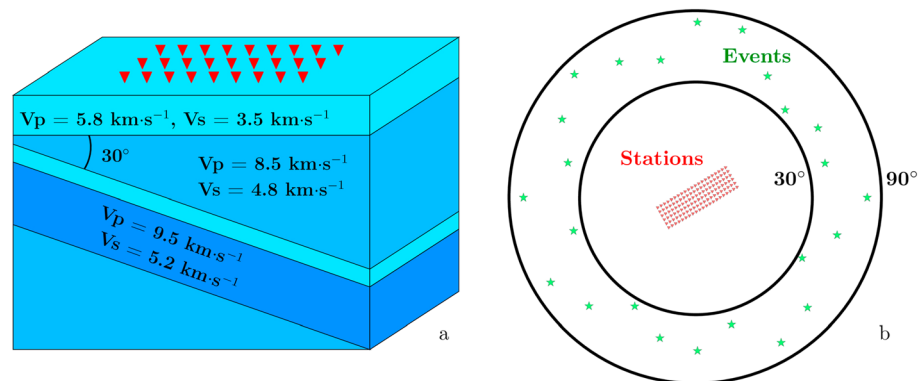 Vp = 5.8 km·s⁻¹, Vs = 3.5 km·s⁻¹
30°
Vp = 8.5 km·s⁻¹
Vs = 4.8 km·s⁻¹
Vp = 9.5 km·s⁻¹
Vs = 5.2 km·s⁻¹
a
Events
Stations
30°
90°
b